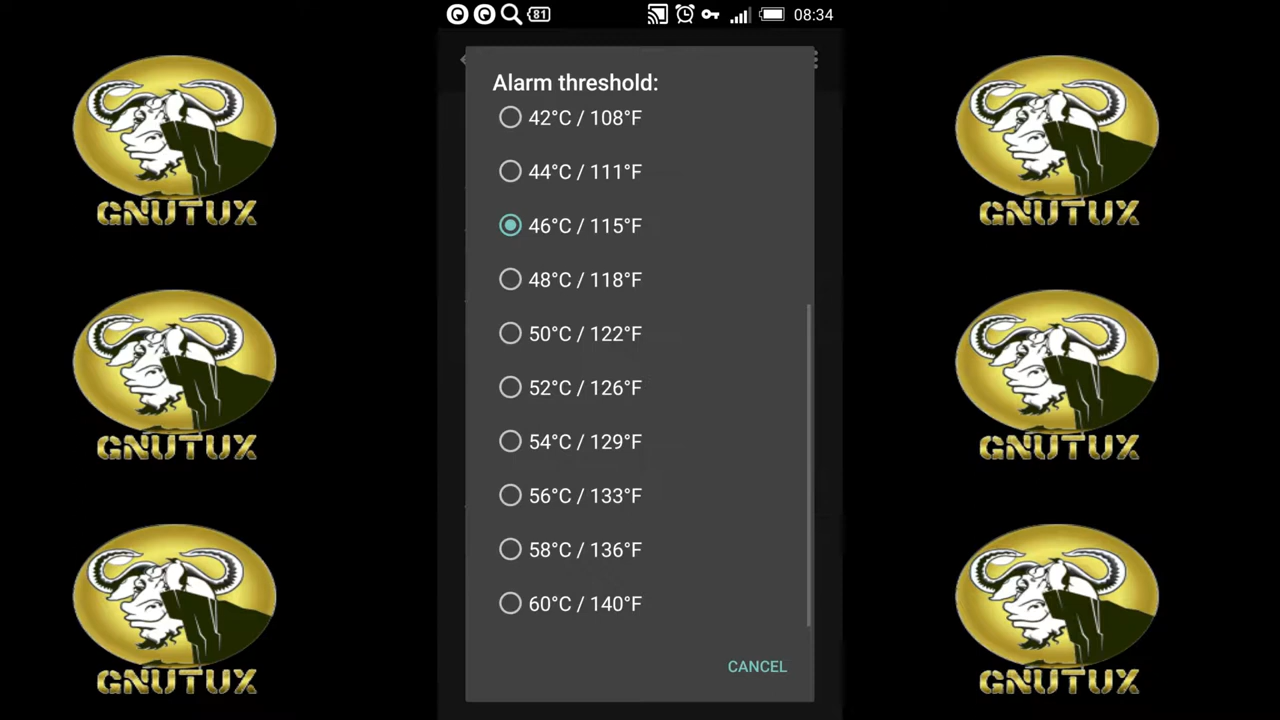 81
08:34
Alarm threshold:
42°C / 108°F
44°C / 111°F
46°C / 115°F
48°C / 118°F
50°C / 122°F
52°C / 126°F
54°C / 129°F
56°C / 133°F
58°C / 136°F
60°C / 140°F
CANCEL
GNUTUX
GNUTUX
GNUTUX
GNUTUX
GNUTUX
GNUTUX